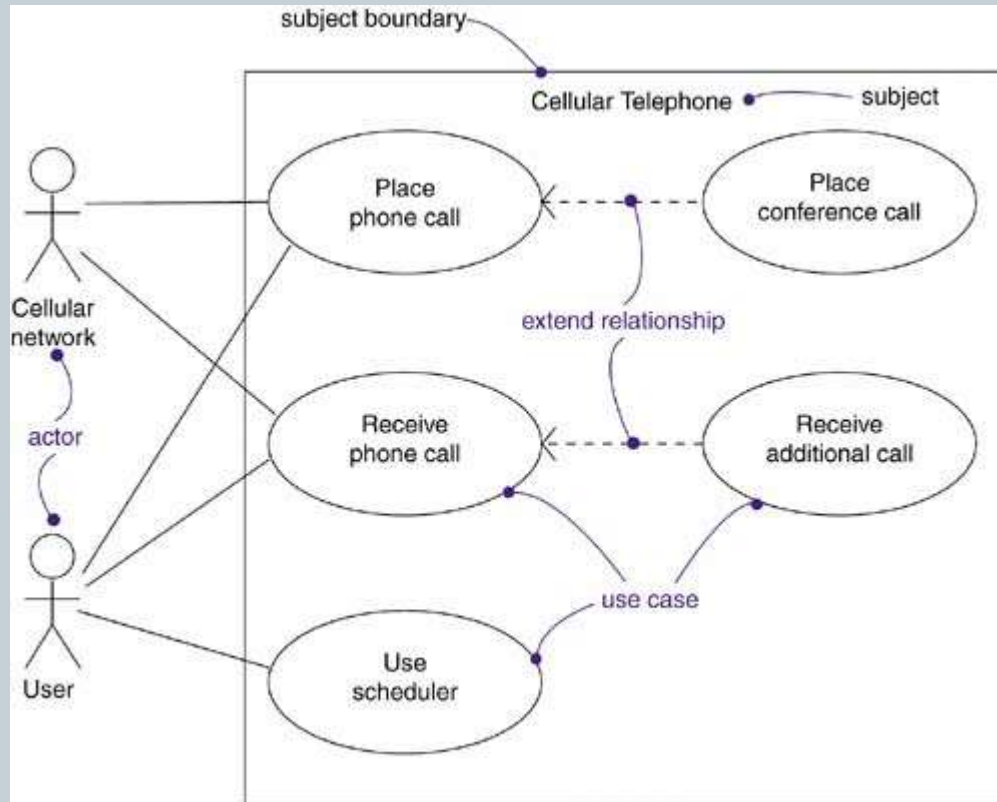 subject boundary
Cellular Telephone
subject
Place
phone call
Place
conference call
Cellular
network
extend relationship
actor
Receive
phone call
Receive
additional call
use case
Use
scheduler
User